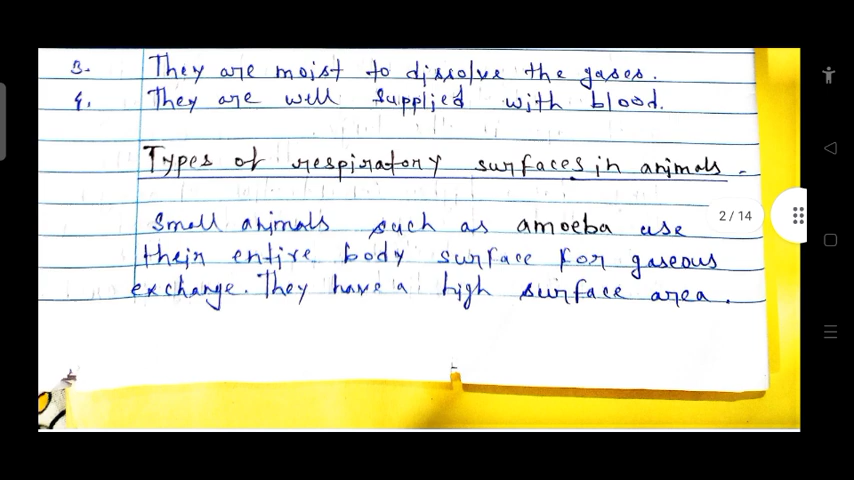 3. They are moist to dissolve the gases.
4. They are well supplied with blood.
Types of respiratory surfaces in animals.
Small animals such as amoeba use
their entire body surface for gaseous
exchange. They have a high surface area.
2/14